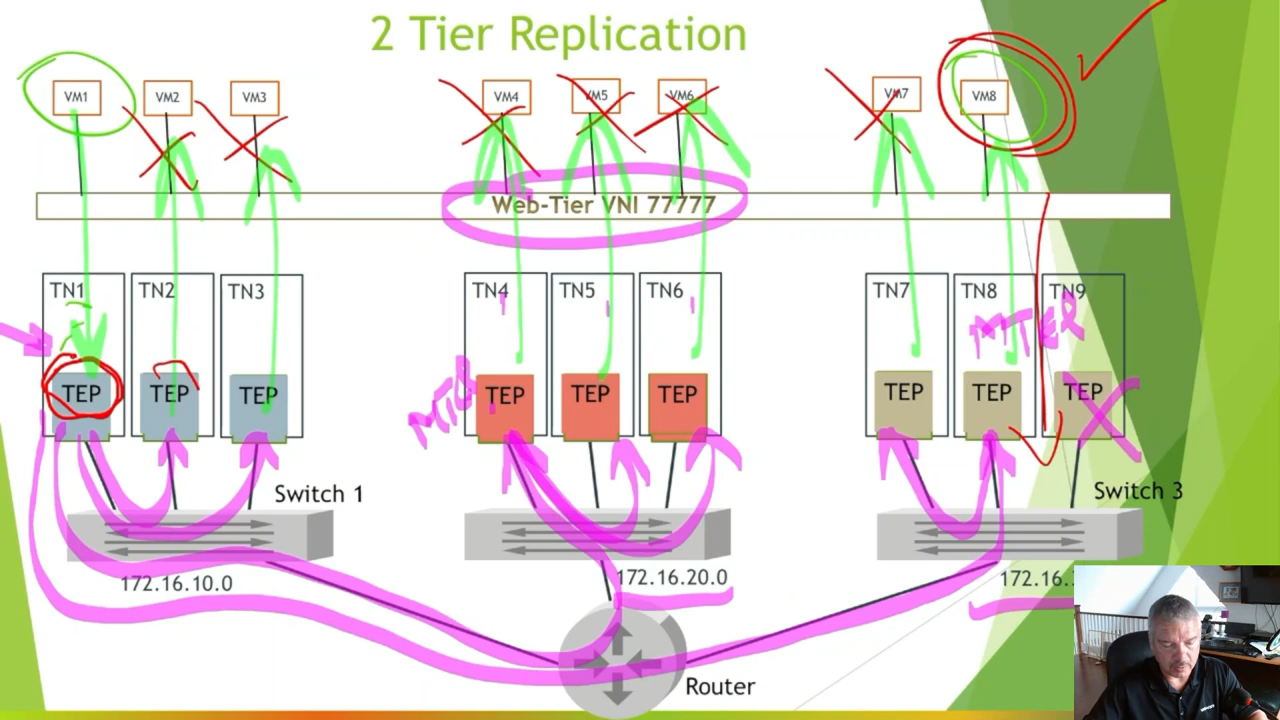 2 Tier Replication
VM1 VM2 VM3 VM4 VM5 VM6 VM7 VM8
Web-Tier VNI 77777
TN1 TN2 TN3 TN4 TN5 TN6 TN7 TN8 TN9
MTEP
TEP TEP TEP TEP TEP TEP TEP TEP TEP
Switch 1 Switch 3
172.16.10.0 172.16.20.0
Router